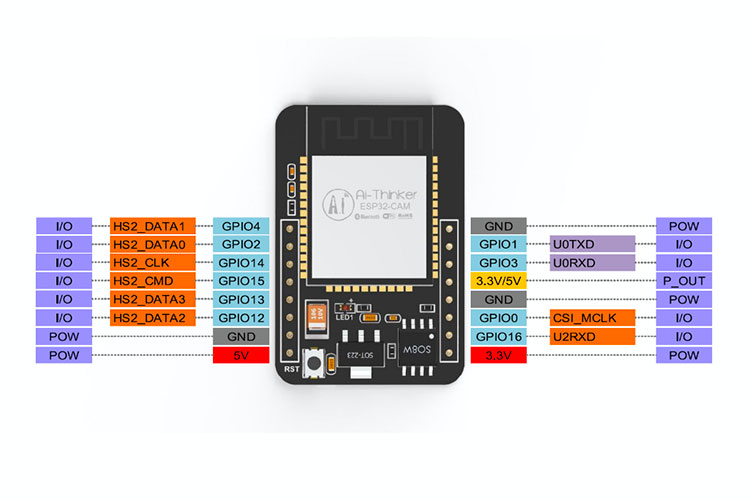 Ai-Thinker
ESP32-CAM
Bluetooth
I/O HS2_DATA1 GPIO4
I/O HS2_DATA0 GPIO2
I/O HS2_CLK GPIO14
I/O HS2_CMD GPIO15
I/O HS2_DATA3 GPIO13
I/O HS2_DATA2 GPIO12
POW GND
POW 5V
GND POW
GPIO1 U0TXD I/O
GPIO3 U0RXD I/O
3.3V/5V P_OUT
GND POW
GPIO0 CSI_MCLK I/O
GPIO16 U2RXD I/O
3.3V POW
LED1
+
RST
SOT-223
SO8W